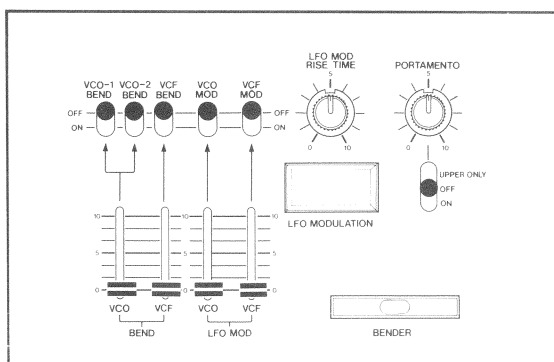 LFO MOD
RISE TIME
5
0 10
PORTAMENTO
5
0 10
VCO-1 BEND
VCO-2 BEND
VCF BEND
VCO MOD
VCF MOD
OFF OFF
ON ON
UPPER ONLY
OFF
ON
LFO MODULATION
10 10
5 5 5
0 0 0
VCO VCF VCO VCF
BEND LFO MOD
BENDER